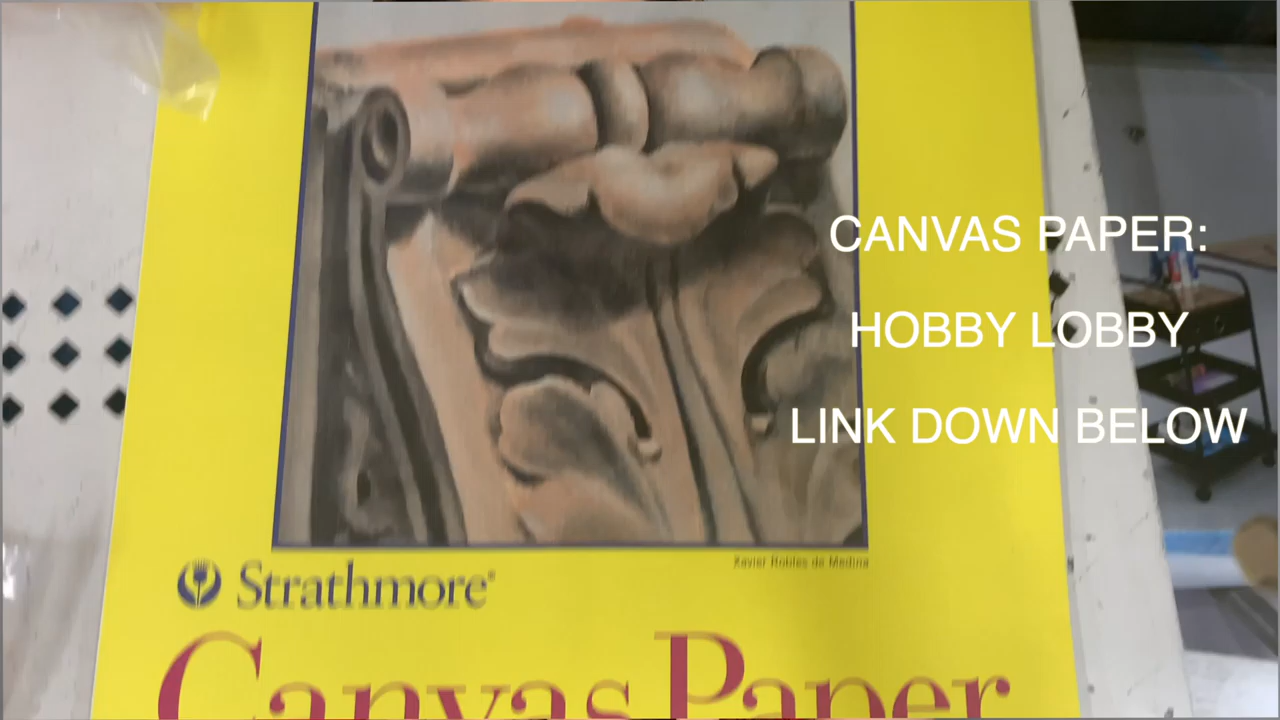 CANVAS PAPER:
HOBBY LOBBY
LINK DOWN BELOW
Xavier Robles de Medina
Strathmore®
Canvas Paper